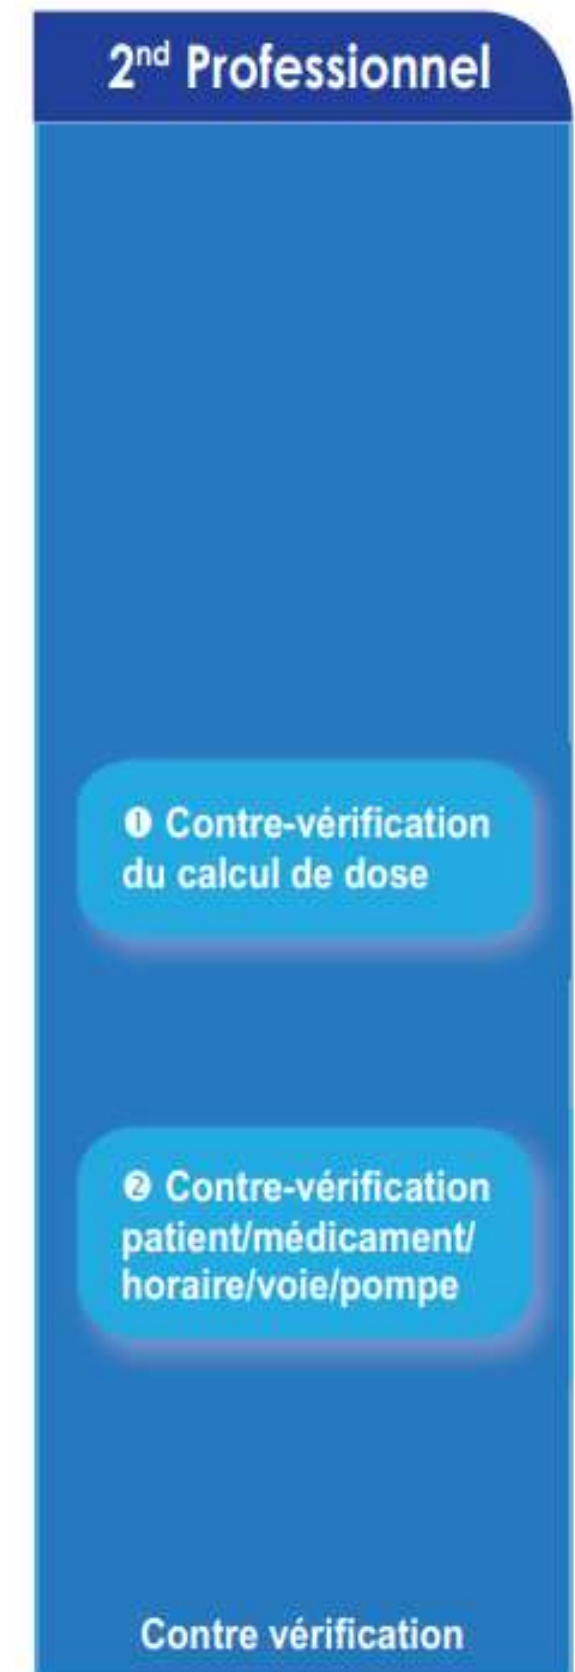 2nd Professionnel
❶ Contre-vérification
du calcul de dose
❷ Contre-vérification
patient/médicament/
horaire/voie/pompe
Contre vérification